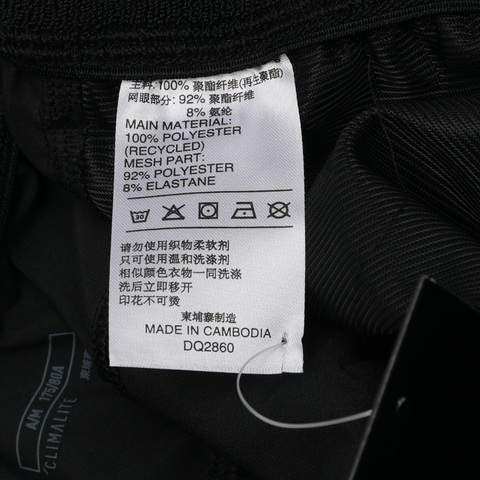 主料: 100% 聚酯纤维(再生聚酯)
网眼部分: 92% 聚酯纤维
8% 氨纶
MAIN MATERIAL:
100% POLYESTER
(RECYCLED)
MESH PART:
92% POLYESTER
8% ELASTANE
30
请勿使用织物柔软剂
只可使用温和洗涤剂
相似颜色衣物一同洗涤
洗后立即移开
印花不可烫
柬埔寨制造
MADE IN CAMBODIA
DQ2860
A/M 175/80A
CLIMALITE